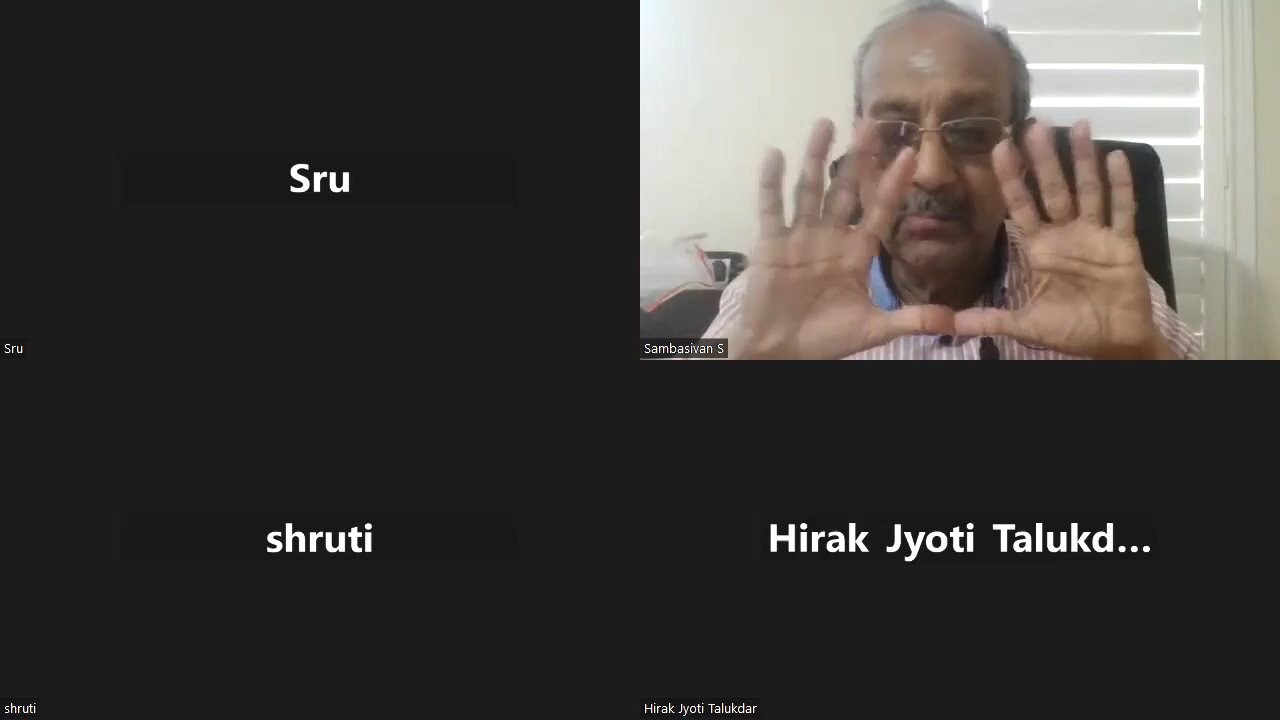 Sru
Sru
Sambasivan S
shruti
Hirak Jyoti Talukd...
shruti
Hirak Jyoti Talukdar